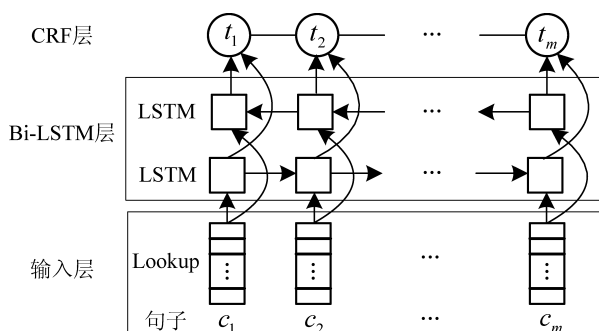 CRF层 t1 t2 ... tm
LSTM ...
Bi-LSTM层
LSTM ...
输入层 Lookup ⋮ ⋮ ... ⋮
句子 c1 c2 ... cm